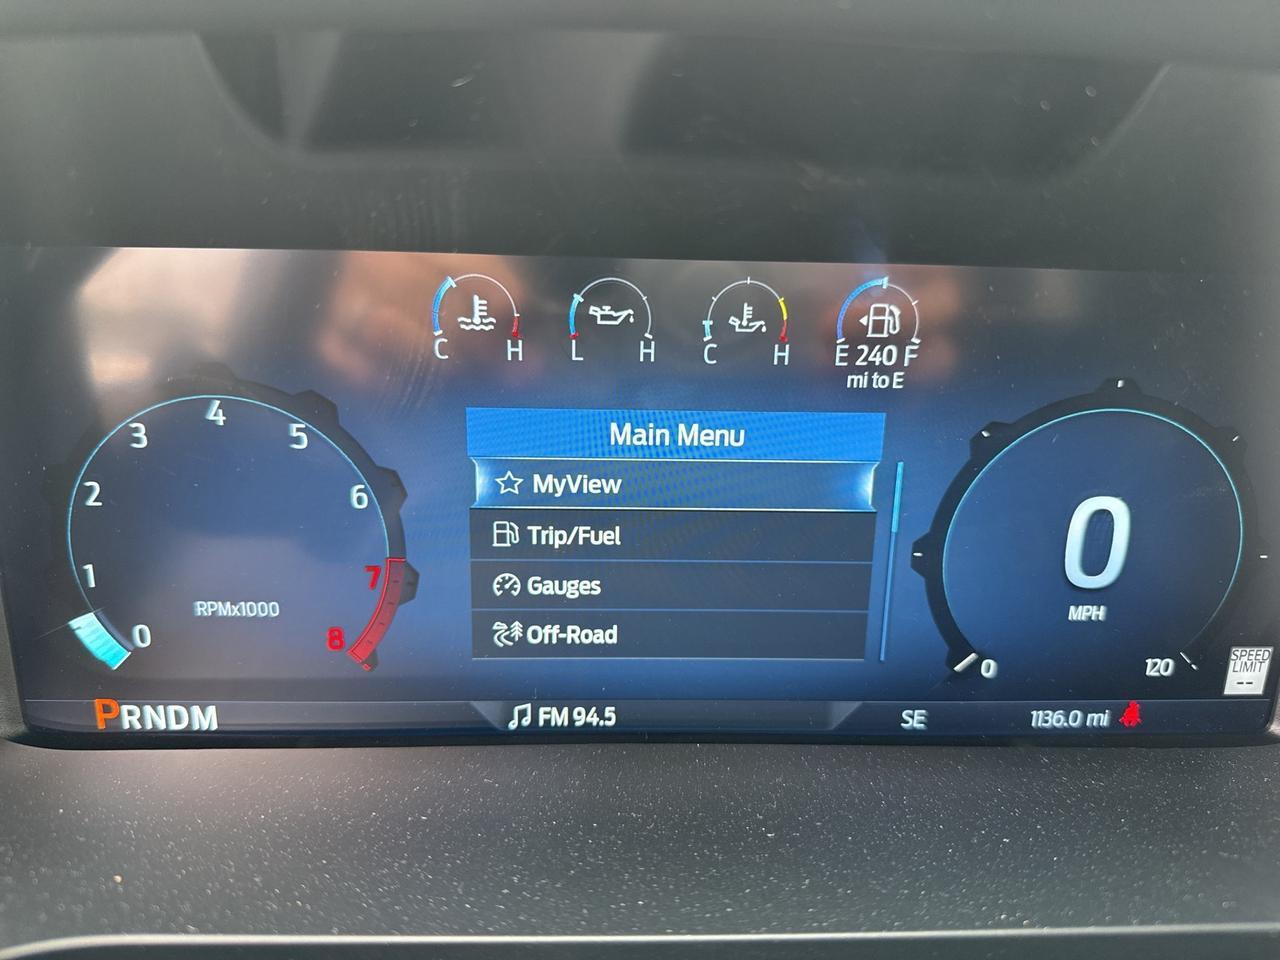 C H
L H
C H
E 240 F
mi to E
Main Menu
MyView
Trip/Fuel
Gauges
Off-Road
0
1
2
3
4
5
6
7
8
RPMx1000
0
MPH
0
120
SPEED
LIMIT
--
PRNDM
FM 94.5
SE
1136.0 mi